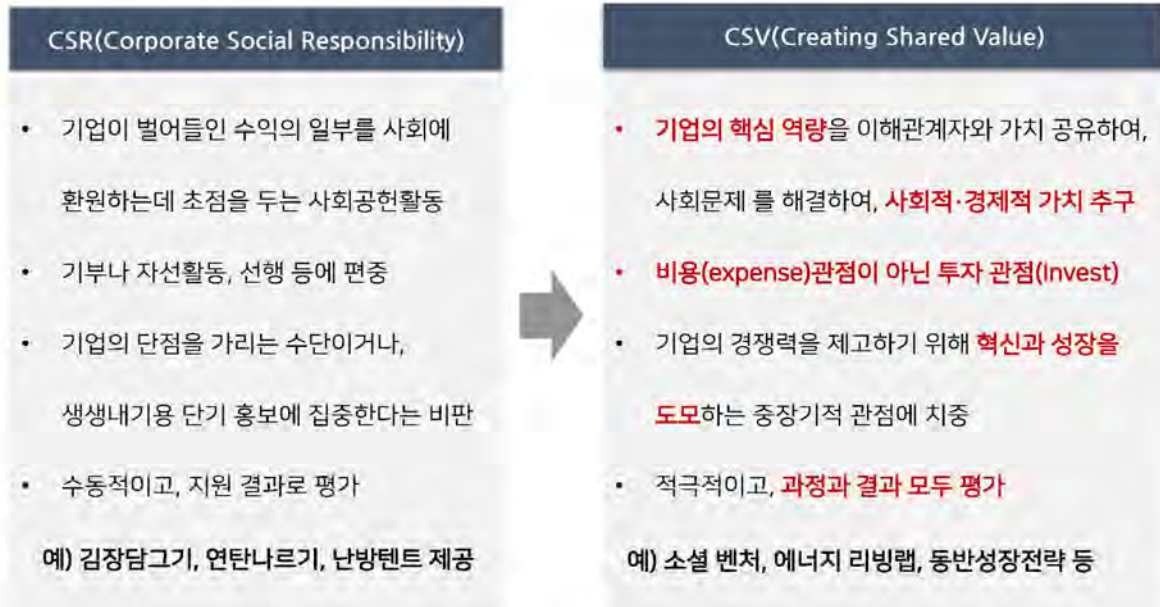 CSR(Corporate Social Responsibility)
• 기업이 벌어들인 수익의 일부를 사회에
환원하는데 초점을 두는 사회공헌활동
• 기부나 자선활동, 선행 등에 편중
• 기업의 단점을 가리는 수단이거나,
생생내기용 단기 홍보에 집중한다는 비판
• 수동적이고, 지원 결과로 평가
예) 김장담그기, 연탄나르기, 난방텐트 제공
CSV(Creating Shared Value)
• 기업의 핵심 역량을 이해관계자와 가치 공유하여,
사회문제 를 해결하여, 사회적·경제적 가치 추구
• 비용(expense)관점이 아닌 투자 관점(Invest)
• 기업의 경쟁력을 제고하기 위해 혁신과 성장을
도모하는 중장기적 관점에 치중
• 적극적이고, 과정과 결과 모두 평가
예) 소셜 벤처, 에너지 리빙랩, 동반성장전략 등